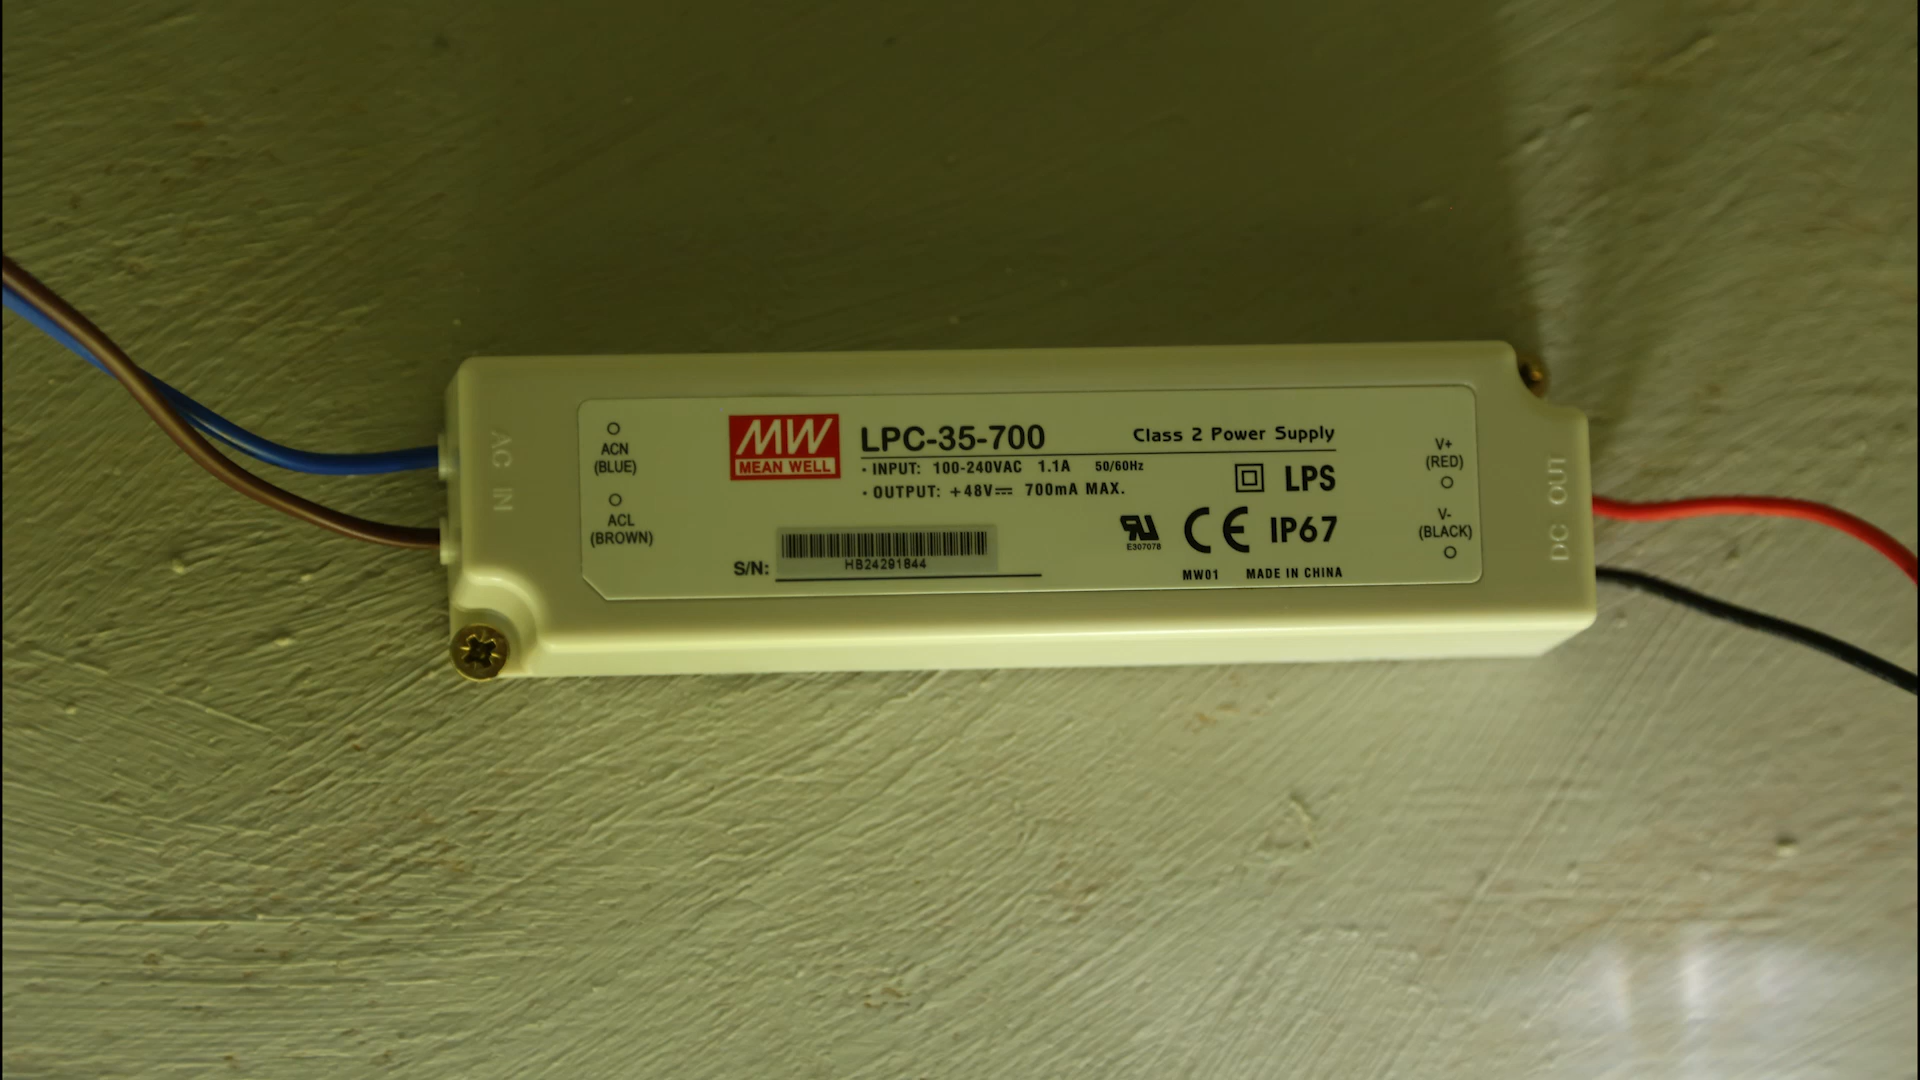 AC IN
ACN
(BLUE)
ACL
(BROWN)
MW
MEAN WELL
LPC-35-700
Class 2 Power Supply
· INPUT: 100-240VAC 1.1A 50/60Hz
· OUTPUT: +48V⎓ 700mA MAX.
LPS
S/N:
HB24291844
E307078
CE IP67
MW01 MADE IN CHINA
V+
(RED)
V-
(BLACK)
DC OUT